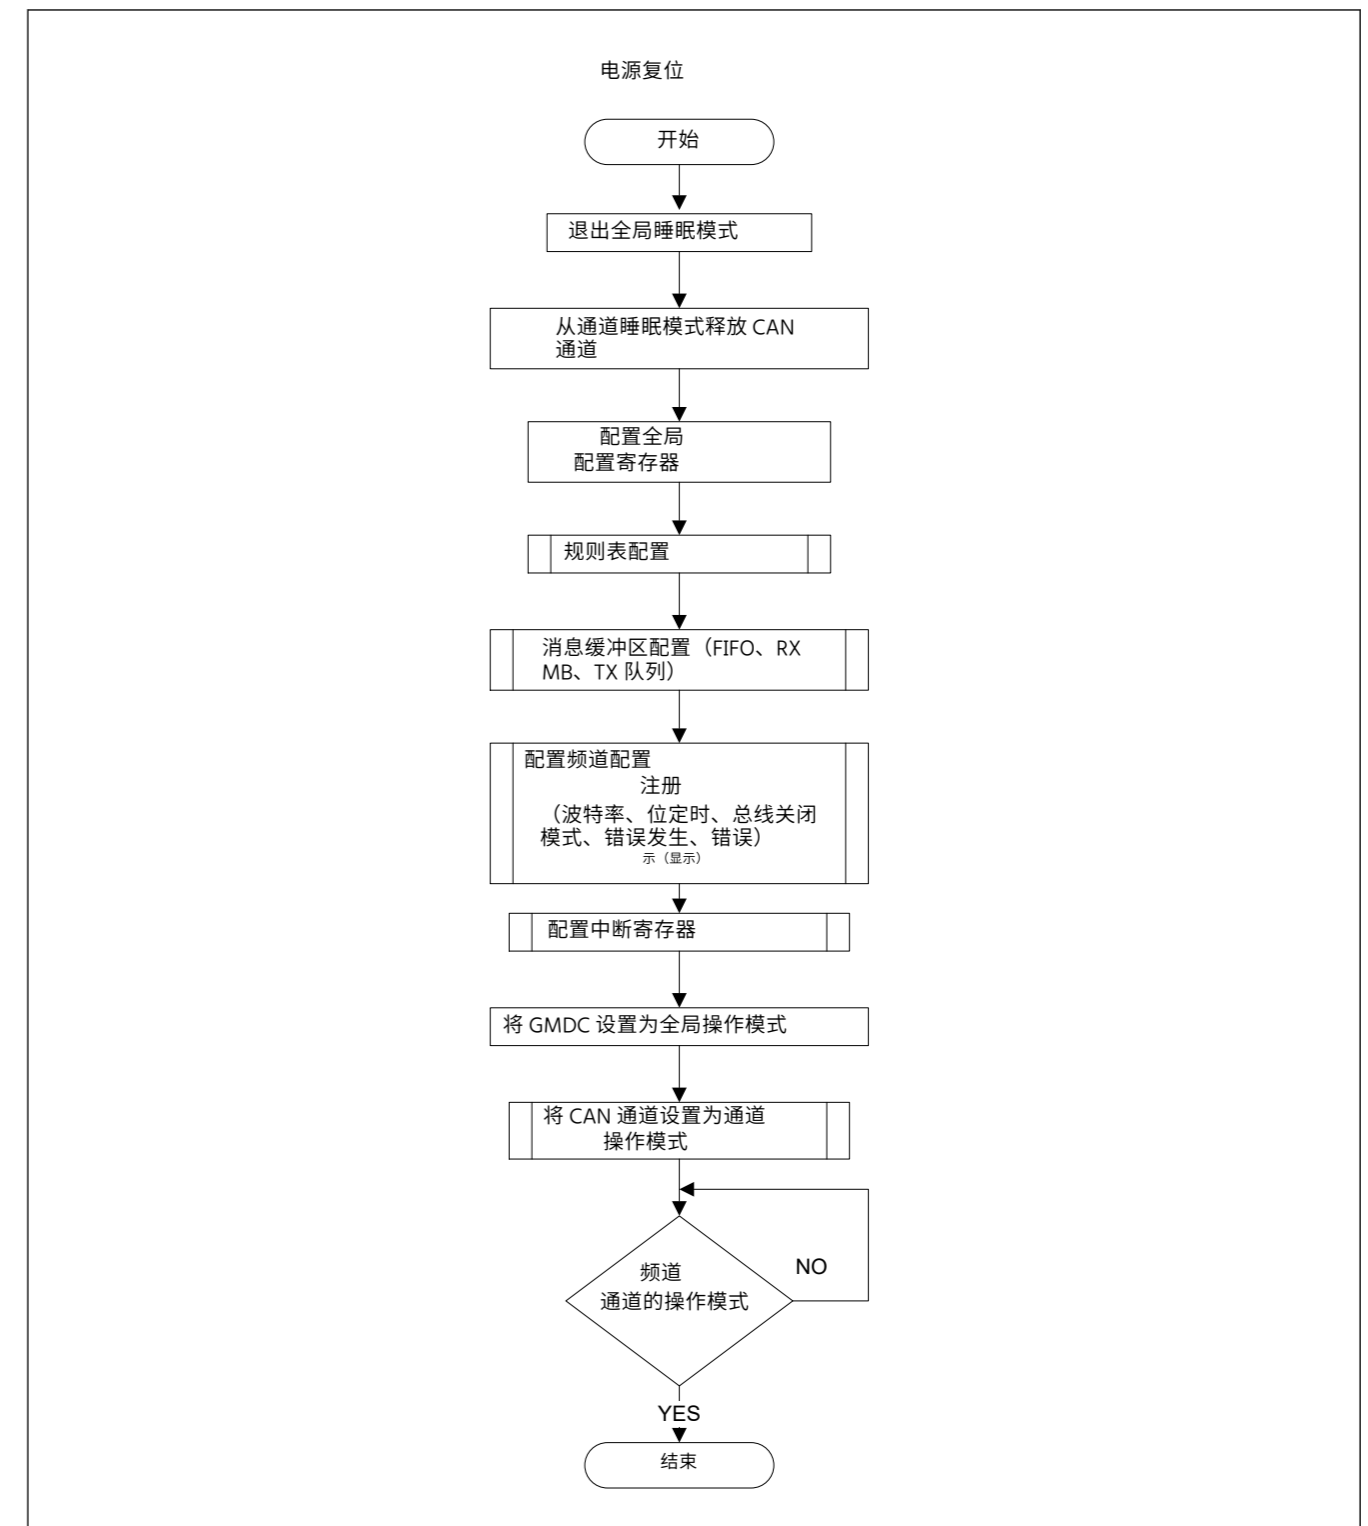 电源复位
开始
退出全局睡眠模式
从通道睡眠模式释放 CAN
通道
配置全局
配置寄存器
规则表配置
消息缓冲区配置（FIFO、RX
MB、TX 队列）
配置频道配置
注册
（波特率、位定时、总线关闭
模式、错误发生、错误）
示（显示）
配置中断寄存器
将 GMDC 设置为全局操作模式
将 CAN 通道设置为通道
操作模式
频道
通道的操作模式
NO
YES
结束